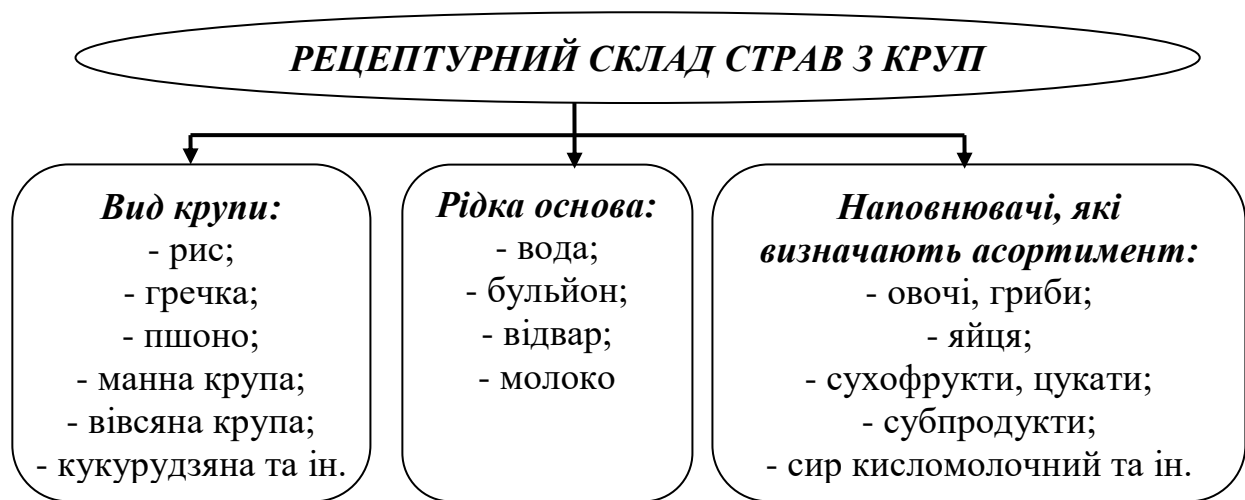 РЕЦЕПТУРНИЙ СКЛАД СТРАВ З КРУП
Вид крупи:
- рис;
- гречка;
- пшоно;
- манна крупа;
- вівсяна крупа;
- кукурудзяна та ін.
Рідка основа:
- вода;
- бульйон;
- відвар;
- молоко
Наповнювачі, які
визначають асортимент:
- овочі, гриби;
- яйця;
- сухофрукти, цукати;
- субпродукти;
- сир кисломолочний та ін.